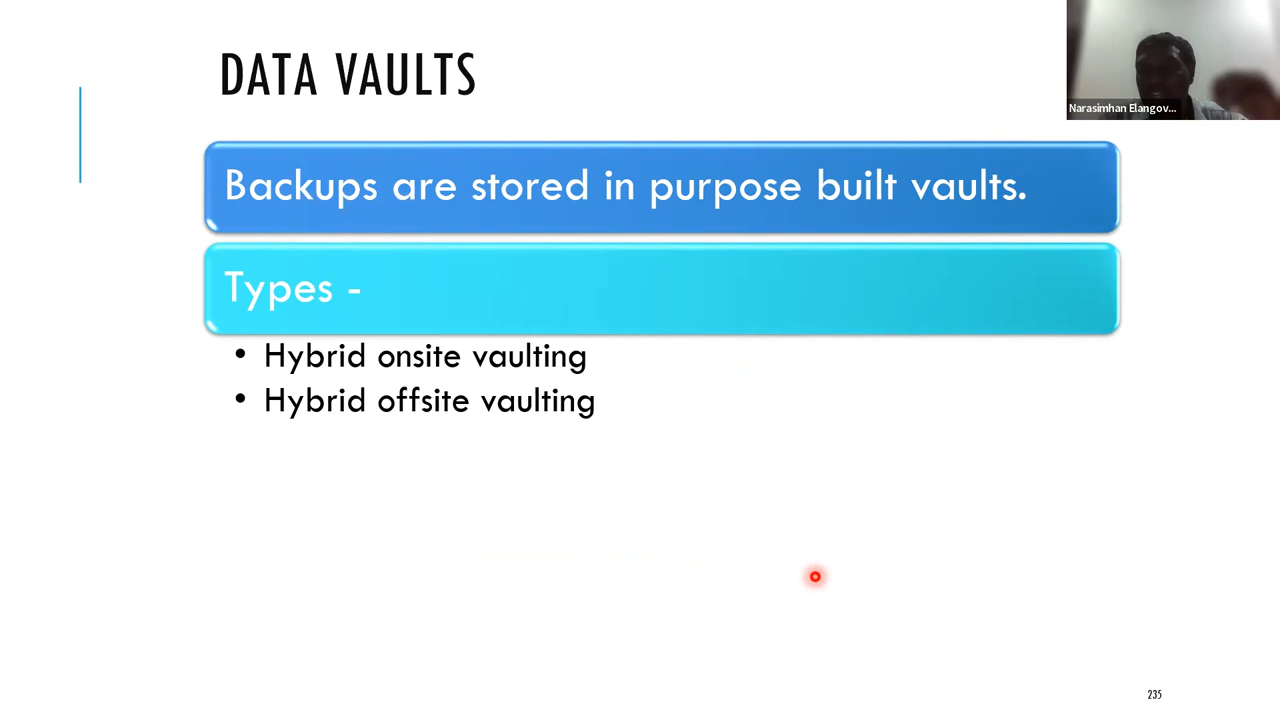 DATA VAULTS
Narasimhan Elangov...
Backups are stored in purpose built vaults.
Types -
• Hybrid onsite vaulting
• Hybrid offsite vaulting
235